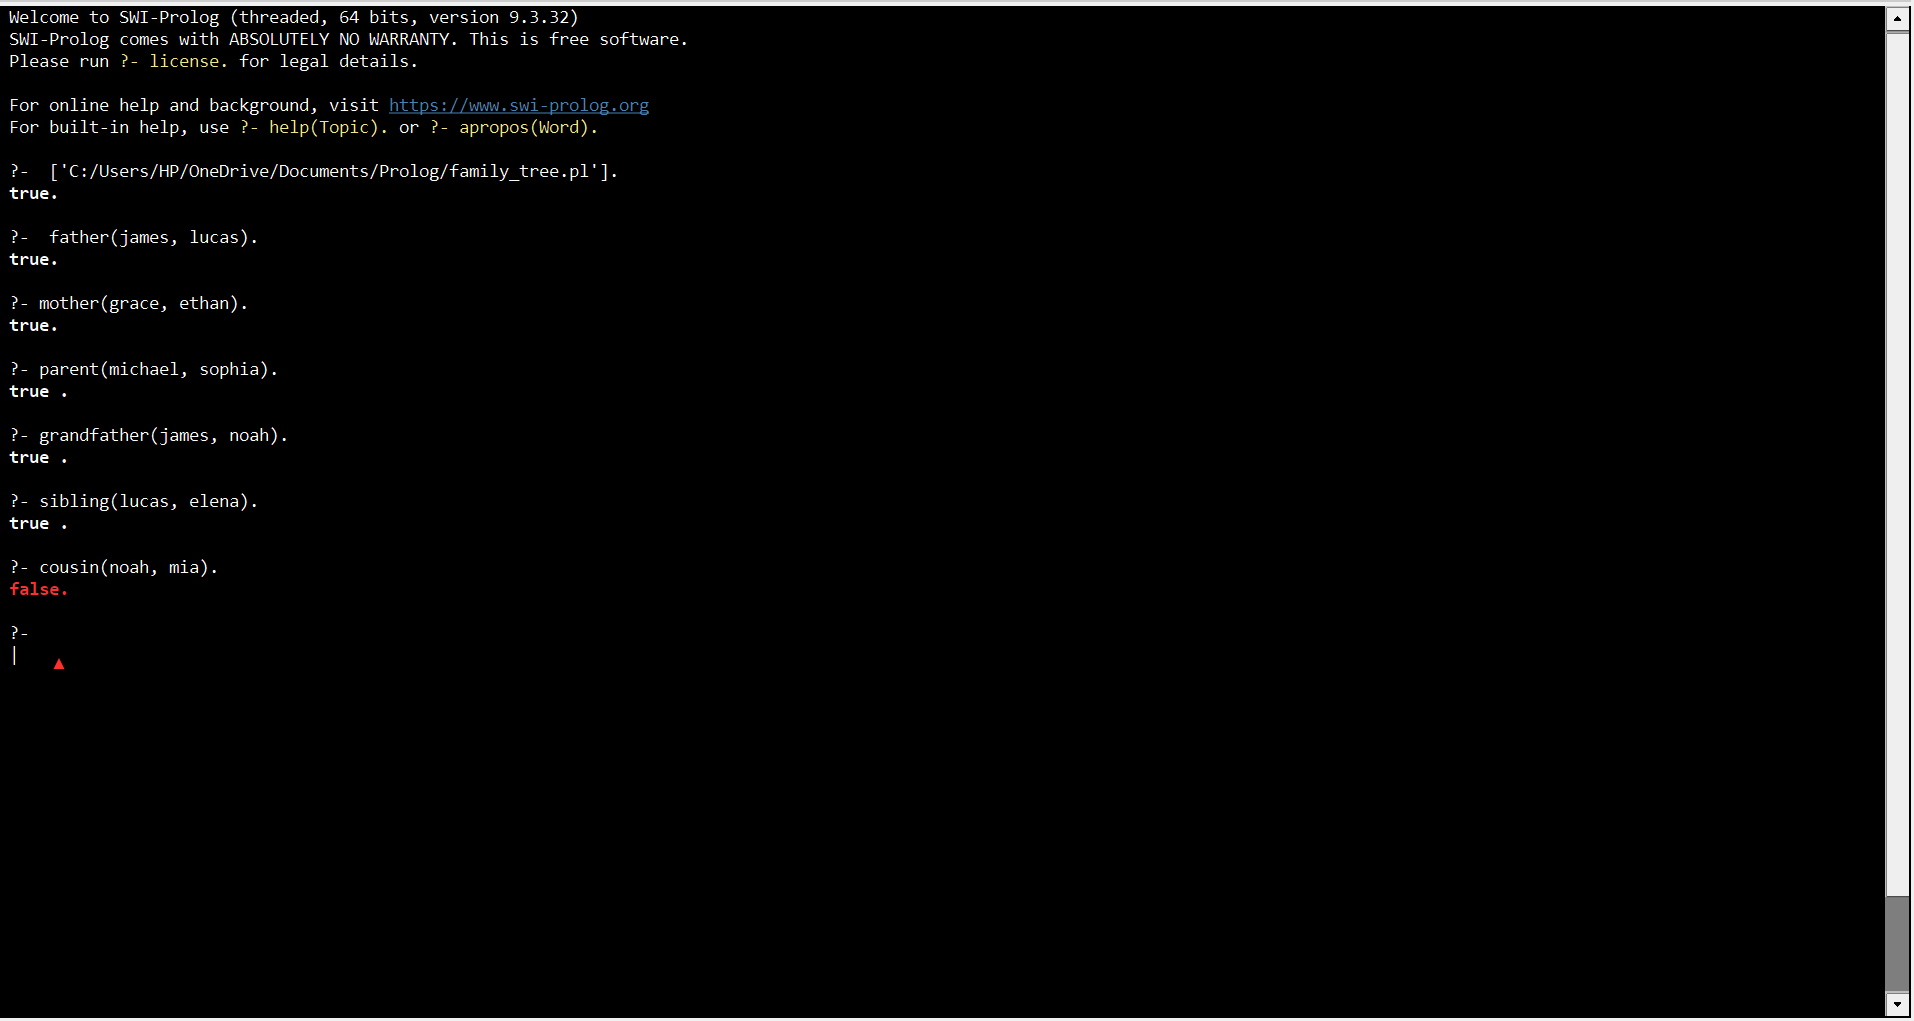 Welcome to SWI-Prolog (threaded, 64 bits, version 9.3.32)
SWI-Prolog comes with ABSOLUTELY NO WARRANTY. This is free software.
Please run ?- license. for legal details.
For online help and background, visit https://www.swi-prolog.org
For built-in help, use ?- help(Topic). or ?- apropos(Word).
?-  ['C:/Users/HP/OneDrive/Documents/Prolog/family_tree.pl'].
true.
?-  father(james, lucas).
true.
?- mother(grace, ethan).
true.
?- parent(michael, sophia).
true .
?- grandfather(james, noah).
true .
?- sibling(lucas, elena).
true .
?- cousin(noah, mia).
false.
?-